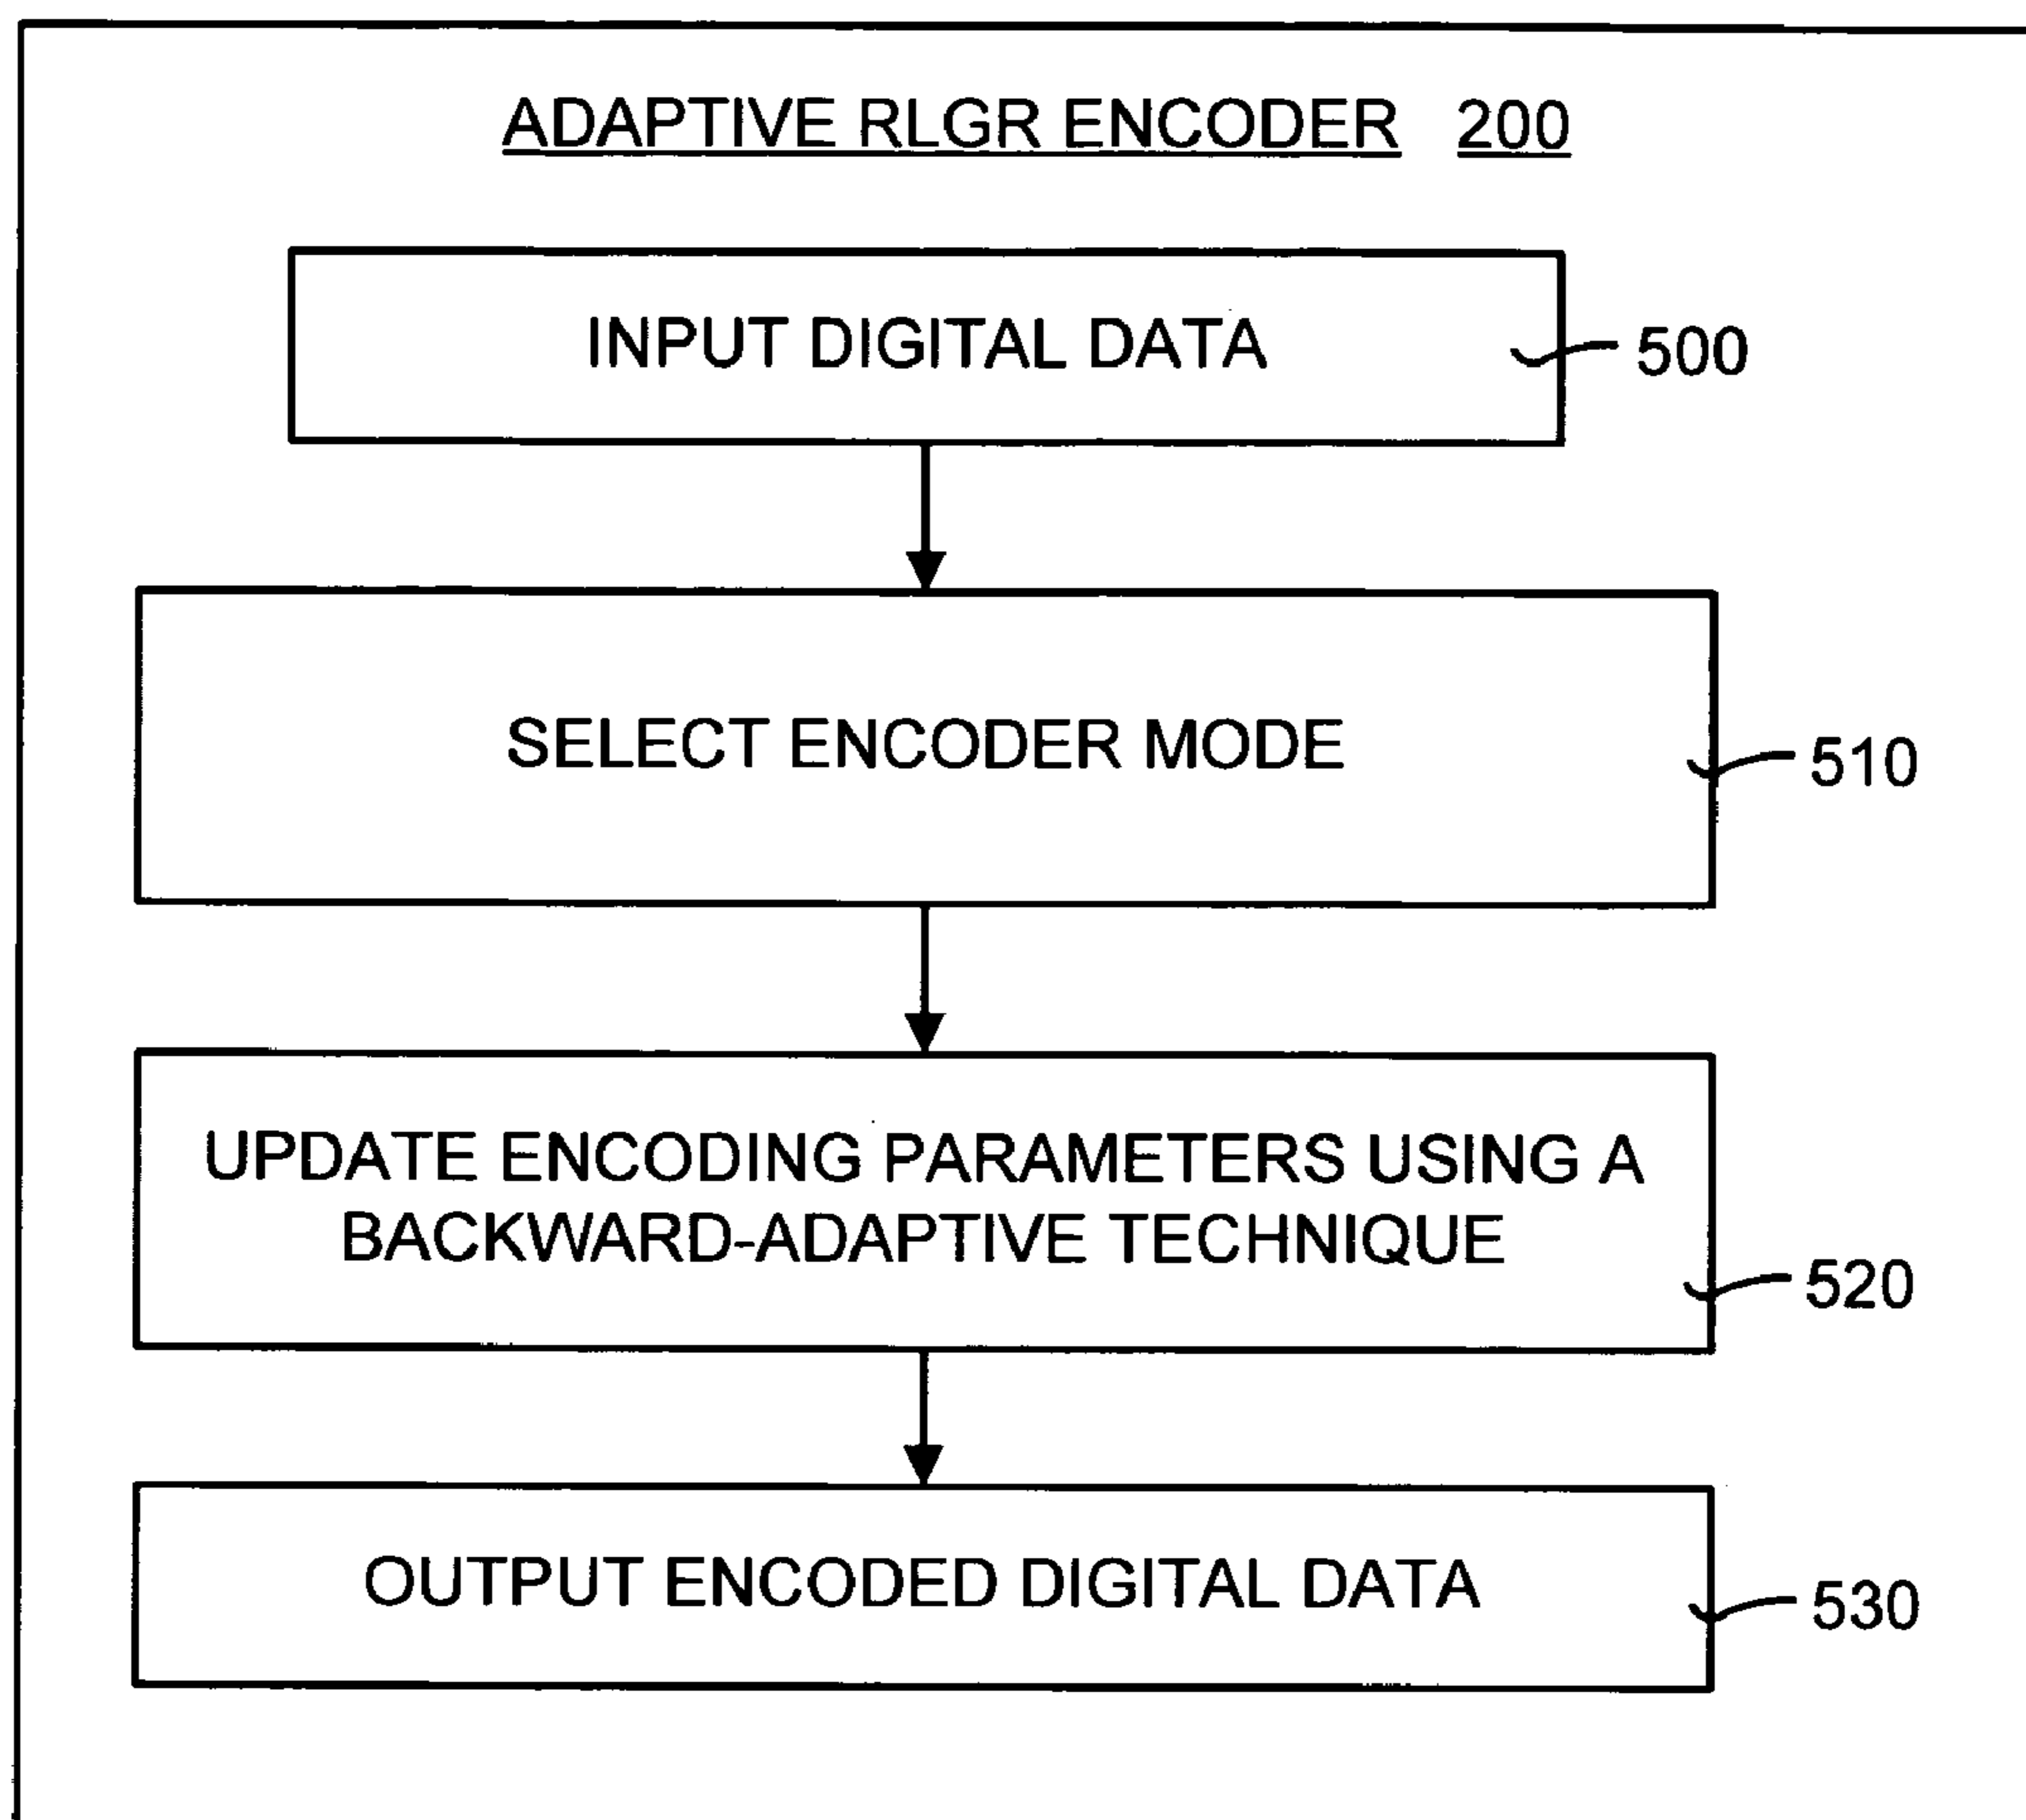 ADAPTIVE RLGR ENCODER 200
INPUT DIGITAL DATA
500
SELECT ENCODER MODE
510
UPDATE ENCODING PARAMETERS USING A
BACKWARD-ADAPTIVE TECHNIQUE
520
OUTPUT ENCODED DIGITAL DATA
530